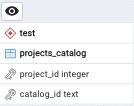 test
projects_catalog
project_id integer
catalog_id text